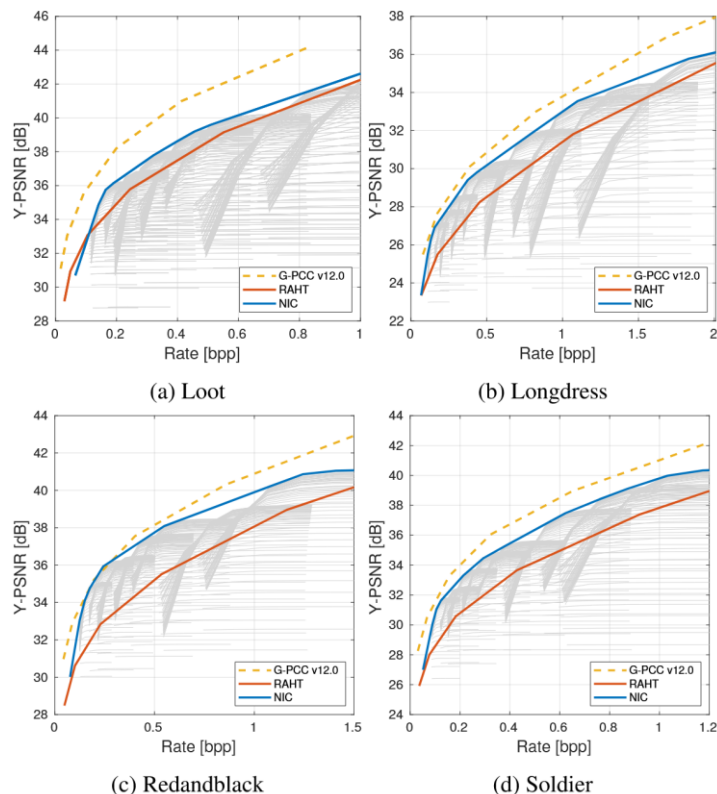 46
44
42
40
38
36
34
32
30
28
Y-PSNR [dB]
0
0.2
0.4
0.6
0.8
1
Rate [bpp]
G-PCC v12.0
RAHT
NIC
(a) Loot
38
36
34
32
30
28
26
24
22
Y-PSNR [dB]
0
0.5
1
1.5
2
Rate [bpp]
G-PCC v12.0
RAHT
NIC
(b) Longdress
44
42
40
38
36
34
32
30
28
Y-PSNR [dB]
0
0.5
1
1.5
Rate [bpp]
G-PCC v12.0
RAHT
NIC
(c) Redandblack
44
42
40
38
36
34
32
30
28
26
24
Y-PSNR [dB]
0
0.2
0.4
0.6
0.8
1
1.2
Rate [bpp]
G-PCC v12.0
RAHT
NIC
(d) Soldier